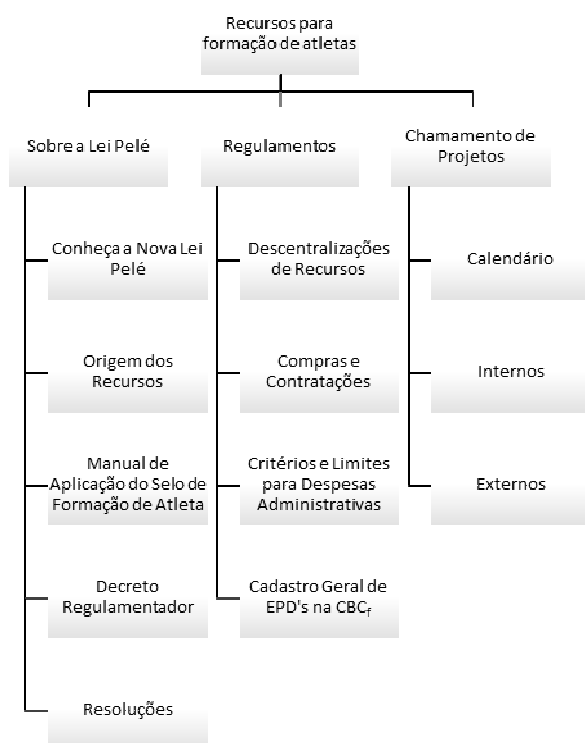 Recursos para
formação de atletas
Sobre a Lei Pelé
Conheça a Nova Lei
Pelé
Origem dos
Recursos
Manual de
Aplicação do Selo de
Formação de Atleta
Decreto
Regulamentador
Resoluções
Regulamentos
Descentralizações
de Recursos
Compras e
Contratações
Critérios e Limites
para Despesas
Administrativas
Cadastro Geral de
EPD's na CBCf
Chamamento de
Projetos
Calendário
Internos
Externos